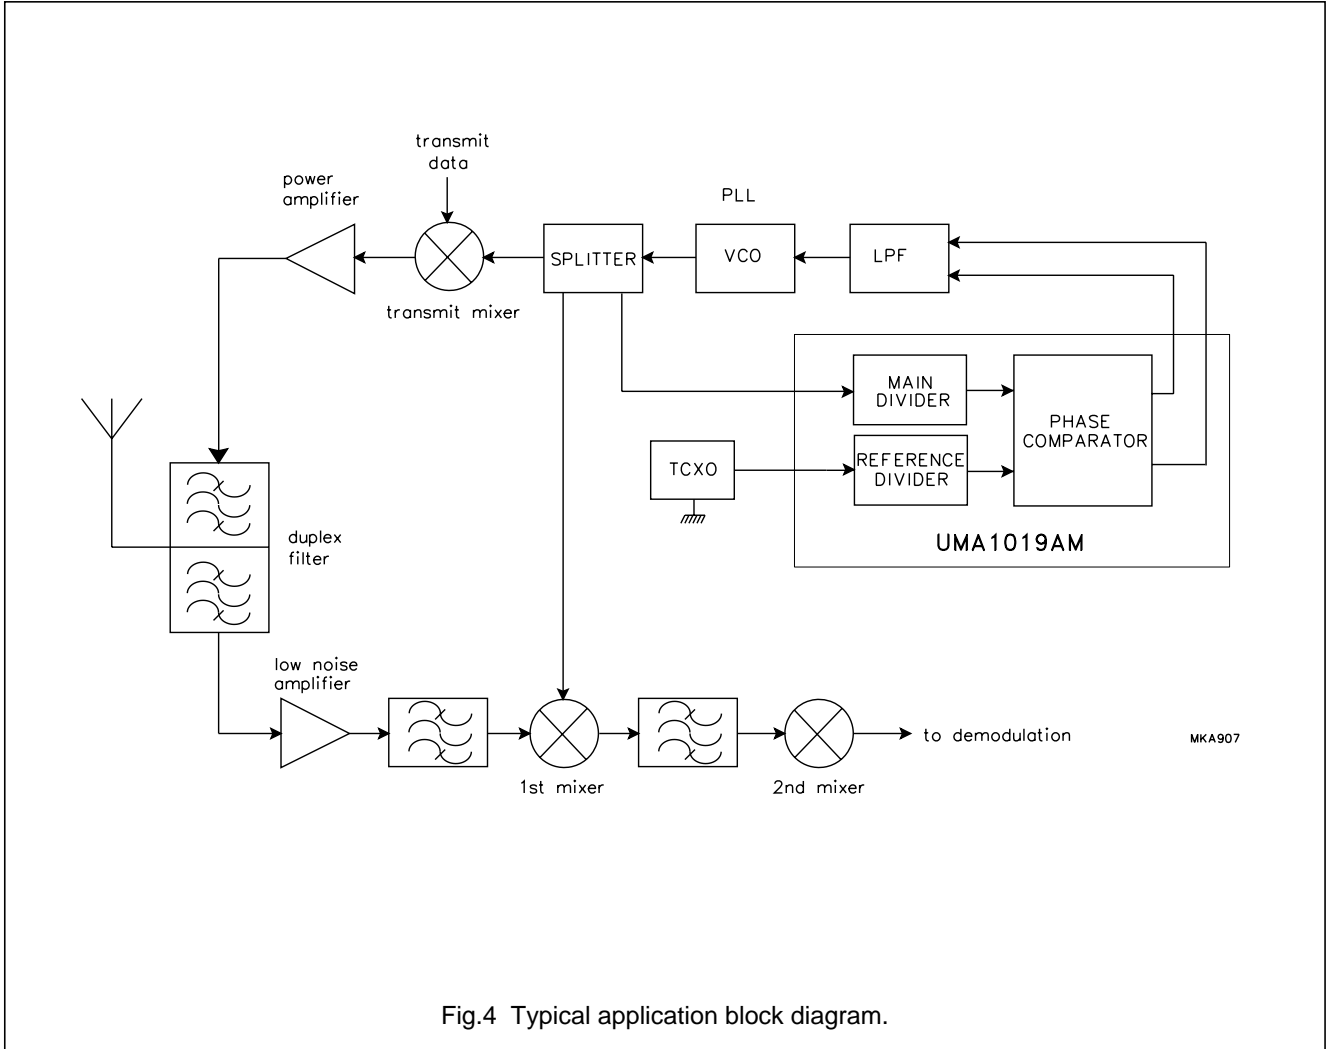 transmit
data
power
amplifier
PLL
SPLITTER
VCO
LPF
transmit mixer
MAIN
DIVIDER
PHASE
COMPARATOR
TCXO
REFERENCE
DIVIDER
UMA1019AM
duplex
filter
low noise
amplifier
to demodulation
MKA907
1st mixer
2nd mixer
Fig.4 Typical application block diagram.